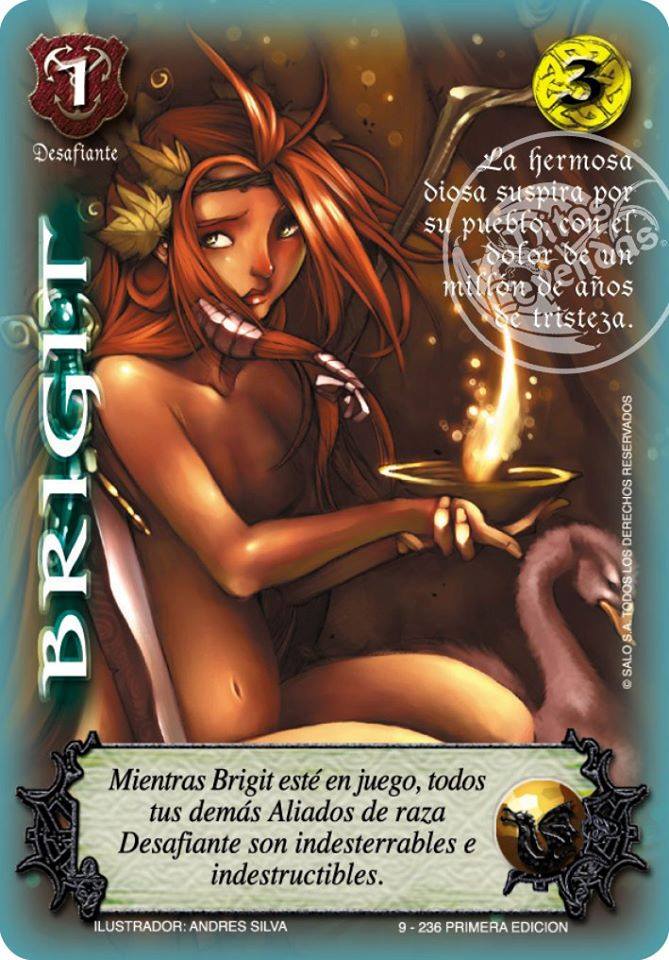 1
3
Desafiante
La hermosa
diosa suspira por
su pueblo, con el
dolor de un
millón de años
de tristeza.
BRIGIT
© SALO S.A. TODOS LOS DERECHOS RESERVADOS
Mientras Brigit esté en juego, todos
tus demás Aliados de raza
Desafiante son indesterrables e
indestructibles.
ILUSTRADOR: ANDRES SILVA
9 - 236 PRIMERA EDICION